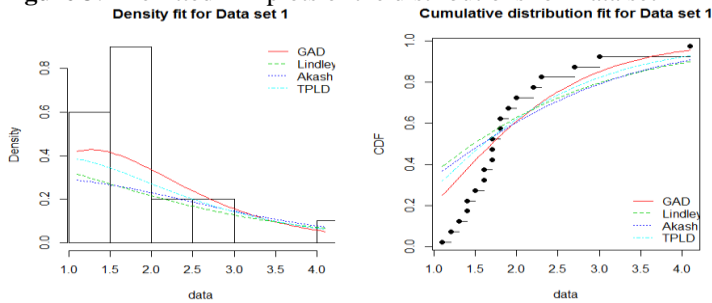 Density fit for Data set 1
GAD
Lindley
Akash
TPLD
Density
0.0
0.2
0.4
0.6
0.8
1.0
1.5
2.0
2.5
3.0
3.5
4.0
data
Cumulative distribution fit for Data set 1
CDF
0.0
0.2
0.4
0.6
0.8
1.0
GAD
Lindley
Akash
TPLD
1.0
1.5
2.0
2.5
3.0
3.5
4.0
data